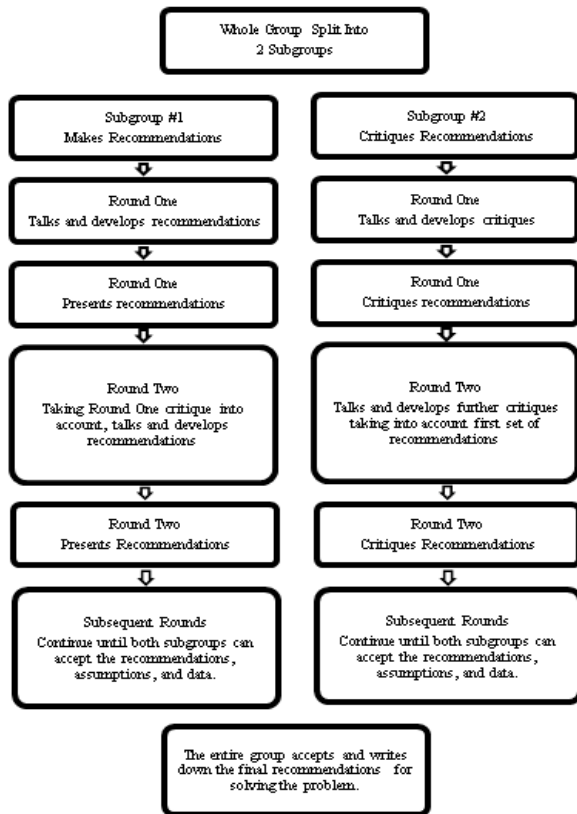 Whole Group Split Into
2 Subgroups
Subgroup #1
Makes Recommendations
Round One
Talks and develops recommendations
Round One
Presents recommendations
Round Two
Taking Round One critique into
account, talks and develops
recommendations
Round Two
Presents Recommendations
Subsequent Rounds
Continue until both subgroups can
accept the recommendations,
assumptions, and data.
Subgroup #2
Critiques Recommendations
Round One
Talks and develops critiques
Round One
Critiques recommendations
Round Two
Talks and develops further critiques
taking into account first set of
recommendations
Round Two
Critiques Recommendations
Subsequent Rounds
Continue until both subgroups can
accept the recommendations,
assumptions, and data.
The entire group accepts and writes
down the final recommendations for
solving the problem.